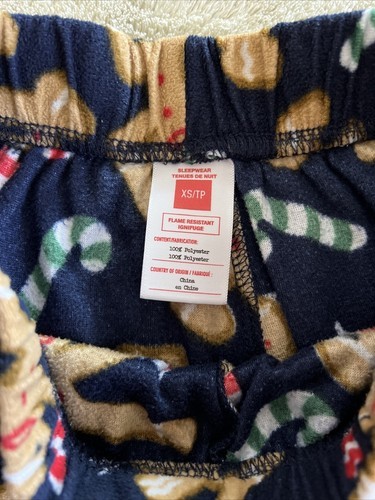 SLEEPWEAR
TENUES DE NUIT
XS/TP
FLAME RESISTANT
IGNIFUGE
CONTENT/FABRICATION:
100% Polyester
100% Polyester
COUNTRY OF ORIGIN / FABRIQUÉ :
China
en Chine